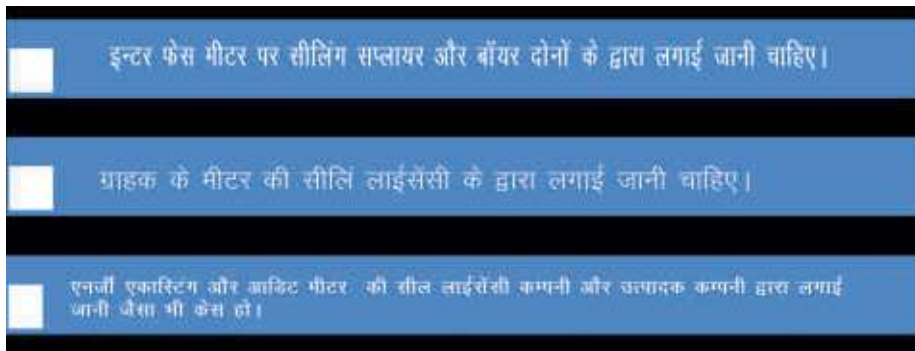 इन्टर फेस मीटर पर सीलिंग सप्लायर और बॉयर दोनों के द्वारा लगाई जानी चाहिए।
ग्राहक के मीटर की सीलिं लाईसेंसी के द्वारा लगाई जानी चाहिए।
एनर्जी एकास्टिंग और आडिट मीटर की सील लाईसेंसी कम्पनी और उत्पादक कम्पनी द्वारा लगाई
जानी जैसा भी केस हो।